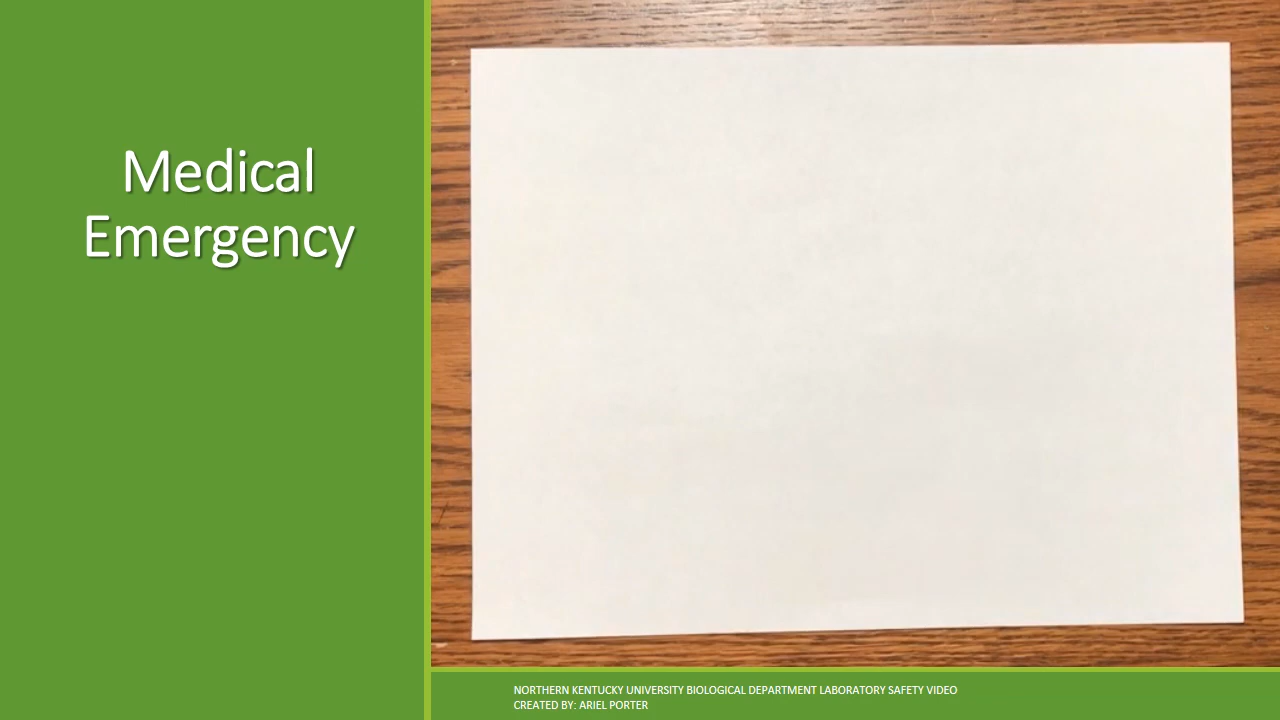 Medical
Emergency
NORTHERN KENTUCKY UNIVERSITY BIOLOGICAL DEPARTMENT LABORATORY SAFETY VIDEO
CREATED BY: ARIEL PORTER